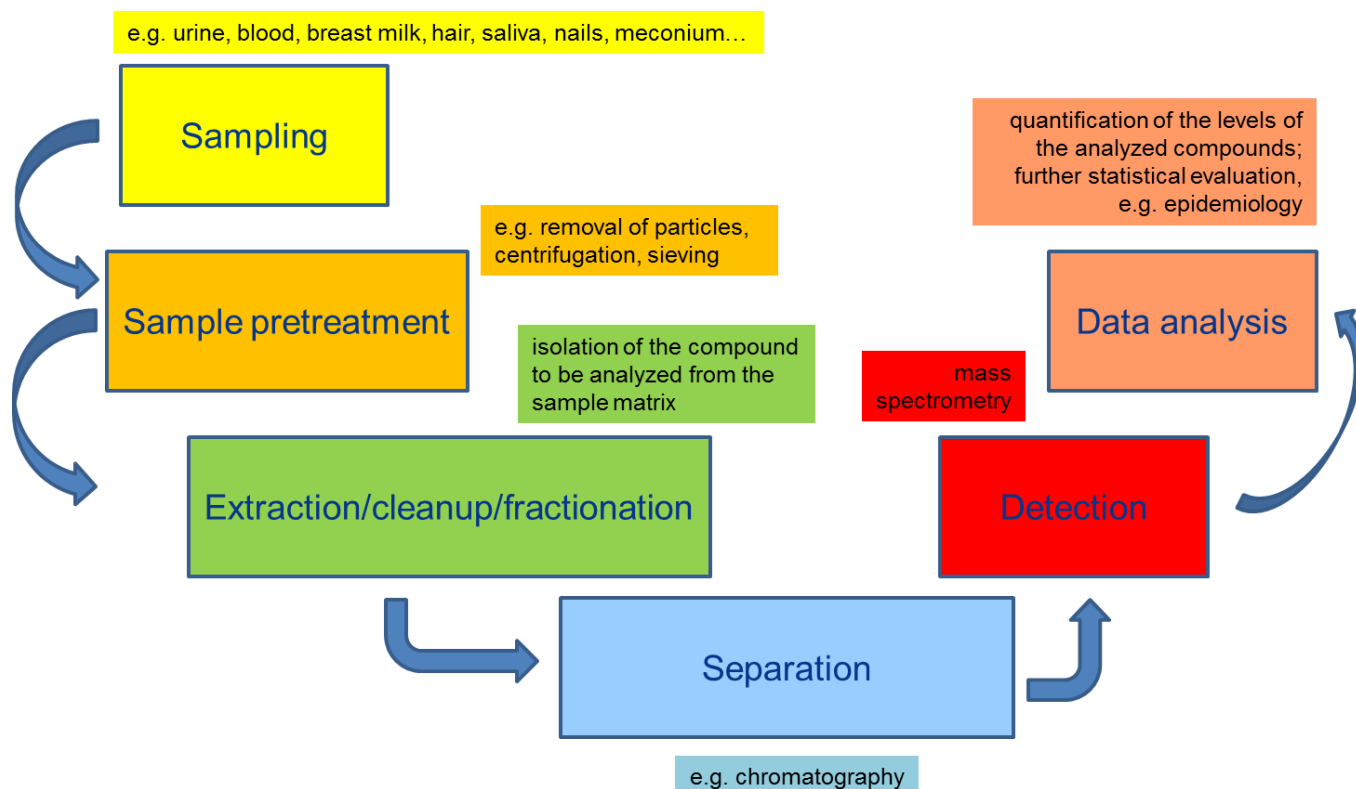 e.g. urine, blood, breast milk, hair, saliva, nails, meconium…
Sampling
e.g. removal of particles,
centrifugation, sieving
Sample pretreatment
isolation of the compound
to be analyzed from the
sample matrix
Extraction/cleanup/fractionation
Separation
e.g. chromatography
mass
spectrometry
Detection
quantification of the levels of
the analyzed compounds;
further statistical evaluation,
e.g. epidemiology
Data analysis